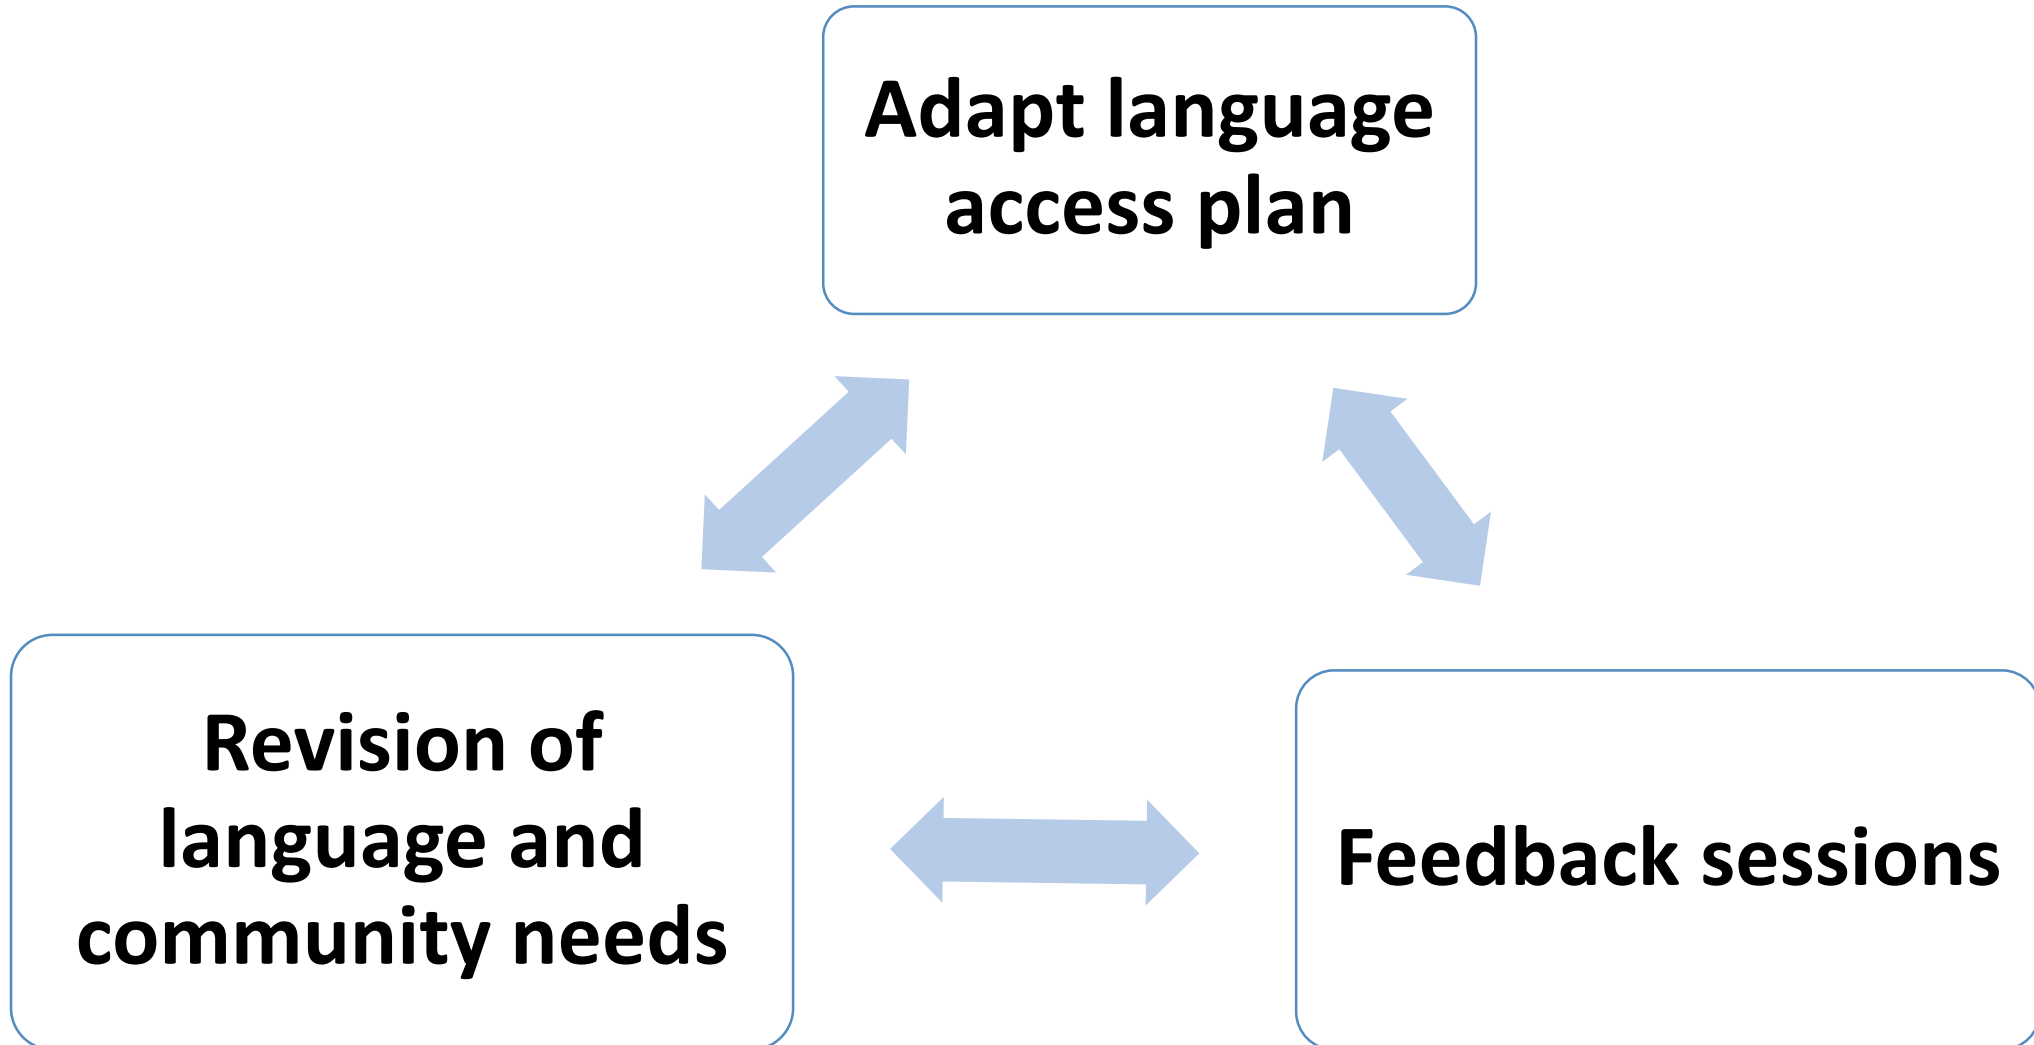 Adapt language
access plan
Revision of
language and
community needs
Feedback sessions